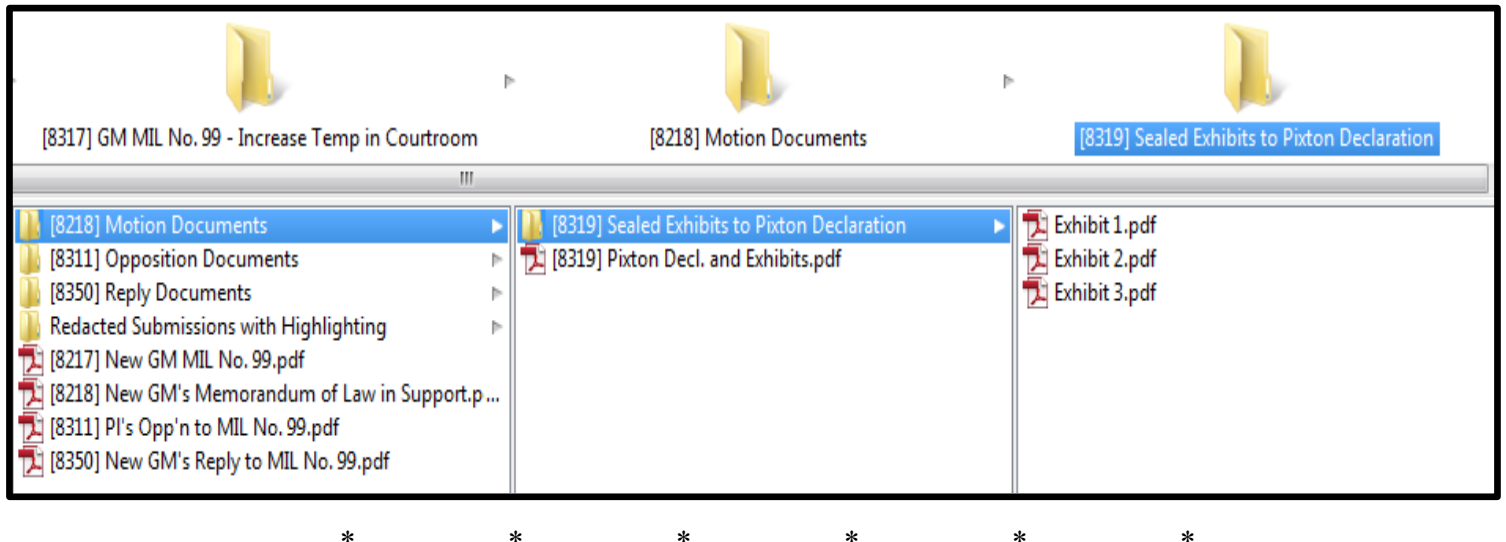 [8317] GM MIL No. 99 - Increase Temp in Courtroom
[8218] Motion Documents
[8319] Sealed Exhibits to Pixton Declaration
[8218] Motion Documents
[8311] Opposition Documents
[8350] Reply Documents
Redacted Submissions with Highlighting
[8217] New GM MIL No. 99.pdf
[8218] New GM's Memorandum of Law in Support.p...
[8311] Pl's Opp'n to MIL No. 99.pdf
[8350] New GM's Reply to MIL No. 99.pdf
[8319] Sealed Exhibits to Pixton Declaration
[8319] Pixton Decl. and Exhibits.pdf
Exhibit 1.pdf
Exhibit 2.pdf
Exhibit 3.pdf
* * * * * *